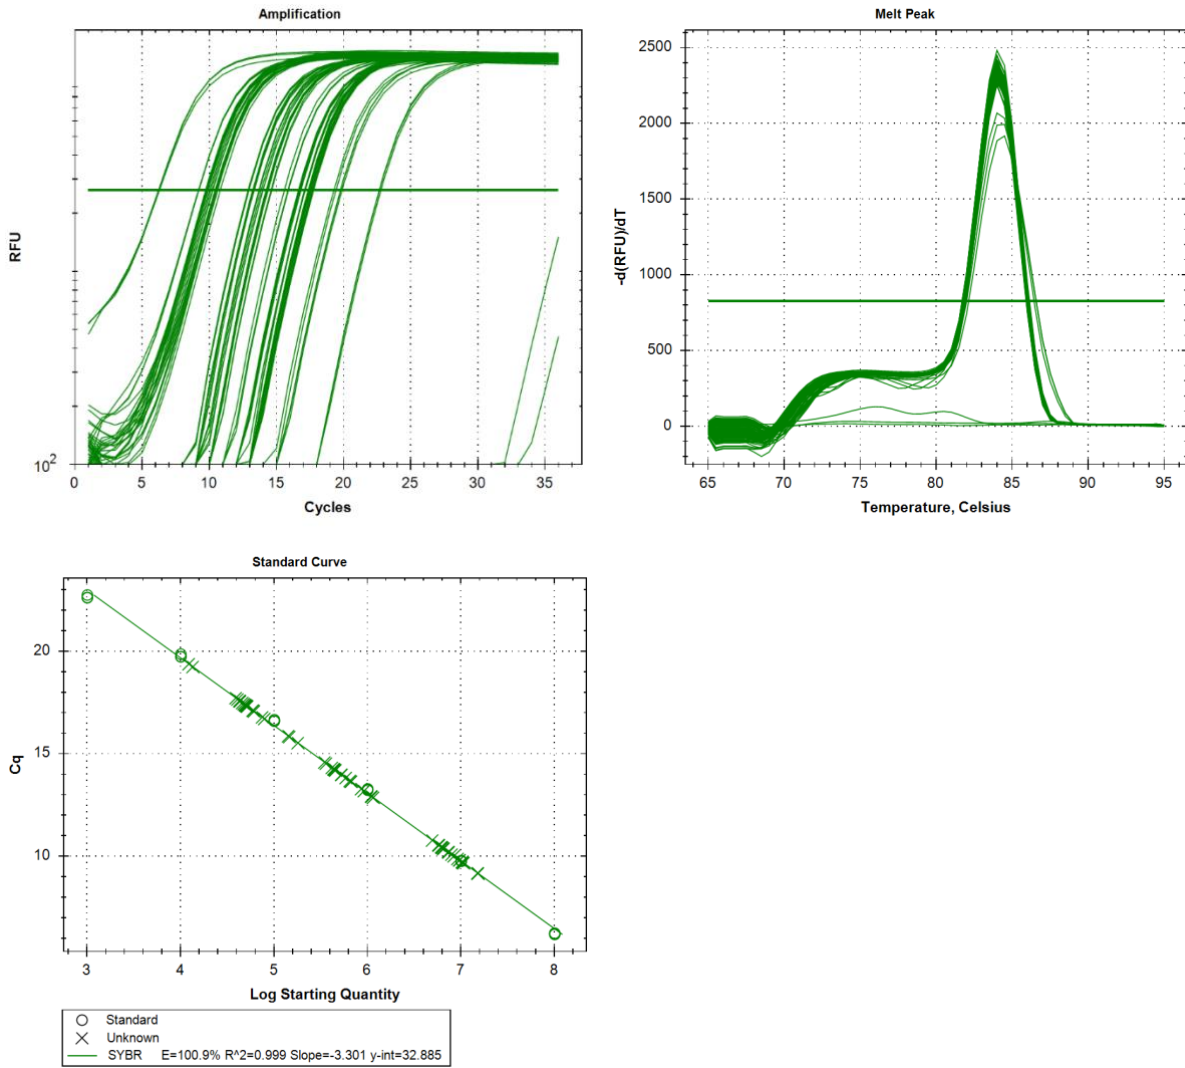 Amplification
RFU
10²
0 5 10 15 20 25 30 35
Cycles
Melt Peak
-d(RFU)/dT
2500
2000
1500
1000
500
0
65 70 75 80 85 90 95
Temperature, Celsius
Standard Curve
Cq
20
15
10
3 4 5 6 7 8
Log Starting Quantity
Standard
Unknown
SYBR E=100.9% R^2=0.999 Slope=-3.301 y-int=32.885